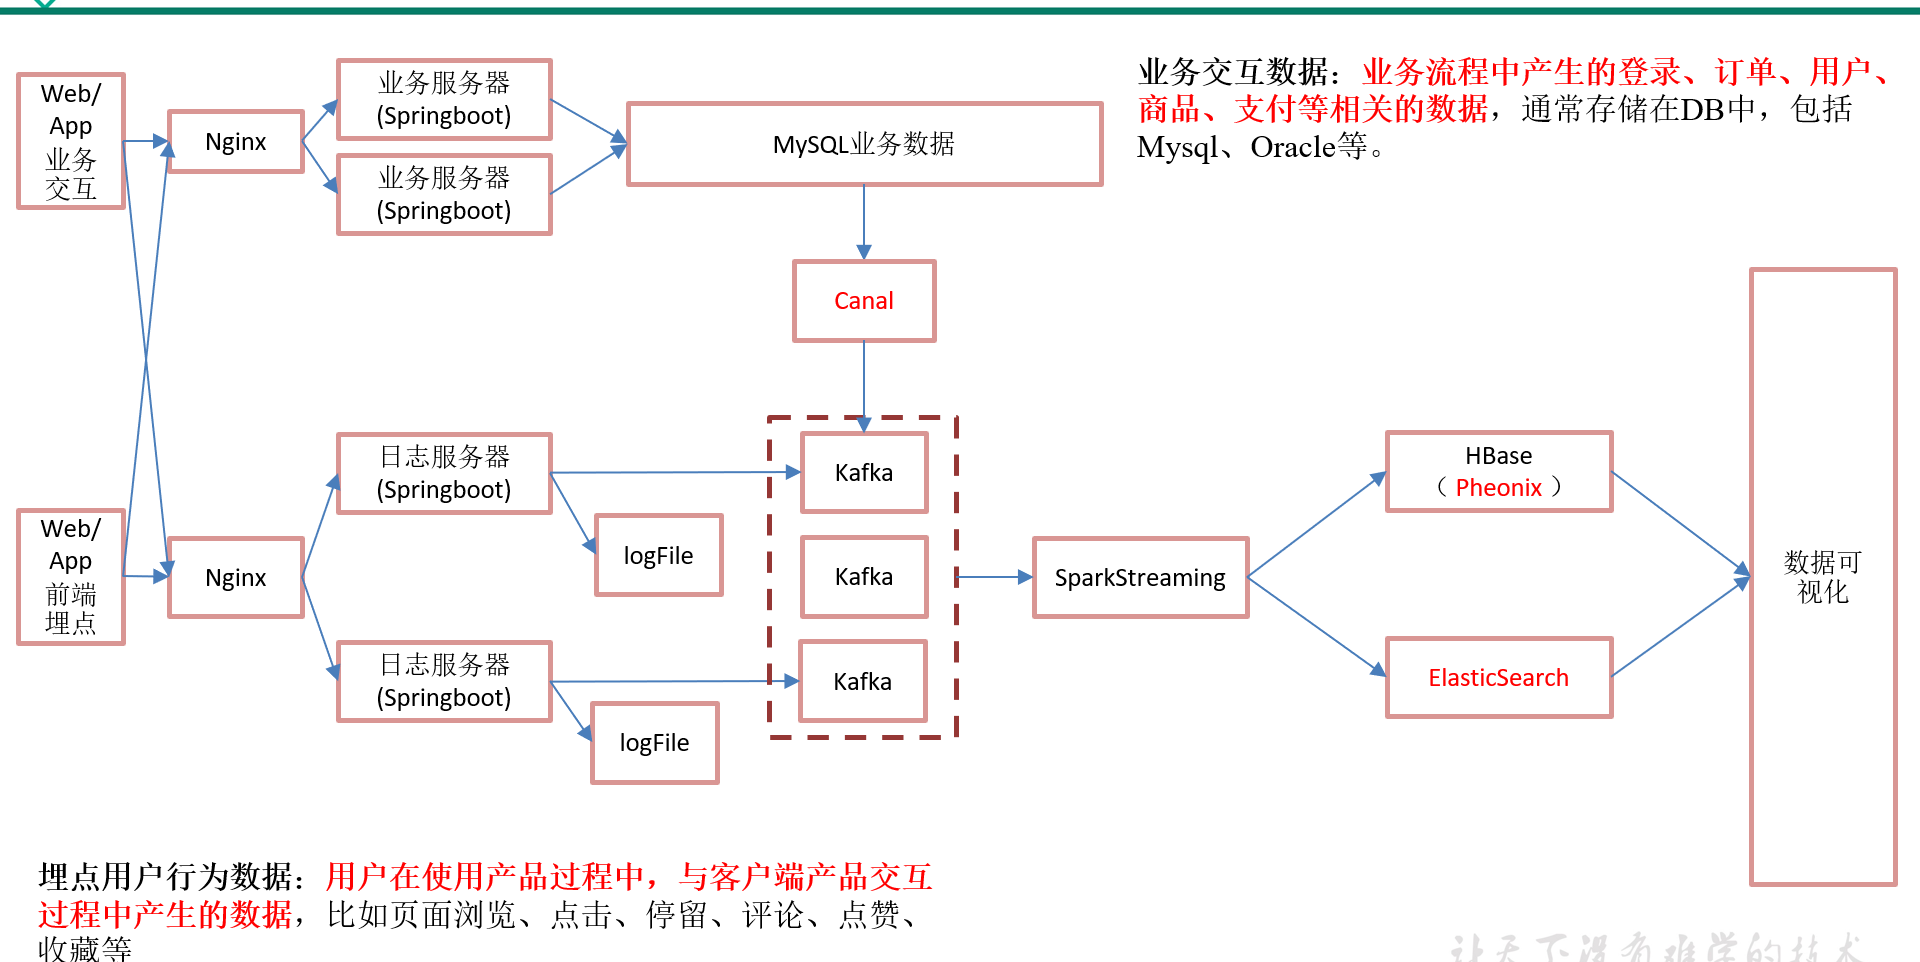 Web/
App
业务
交互
Nginx
业务服务器
(Springboot)
业务服务器
(Springboot)
MySQL业务数据
业务交互数据：业务流程中产生的登录、订单、用户、
商品、支付等相关的数据，通常存储在DB中，包括
Mysql、Oracle等。
Canal
Web/
App
前端
埋点
Nginx
日志服务器
(Springboot)
logFile
日志服务器
(Springboot)
logFile
Kafka
Kafka
Kafka
SparkStreaming
HBase
（ Pheonix ）
ElasticSearch
数据可
视化
埋点用户行为数据：用户在使用产品过程中，与客户端产品交互
过程中产生的数据，比如页面浏览、点击、停留、评论、点赞、
收藏等
让天下没有难学的技术